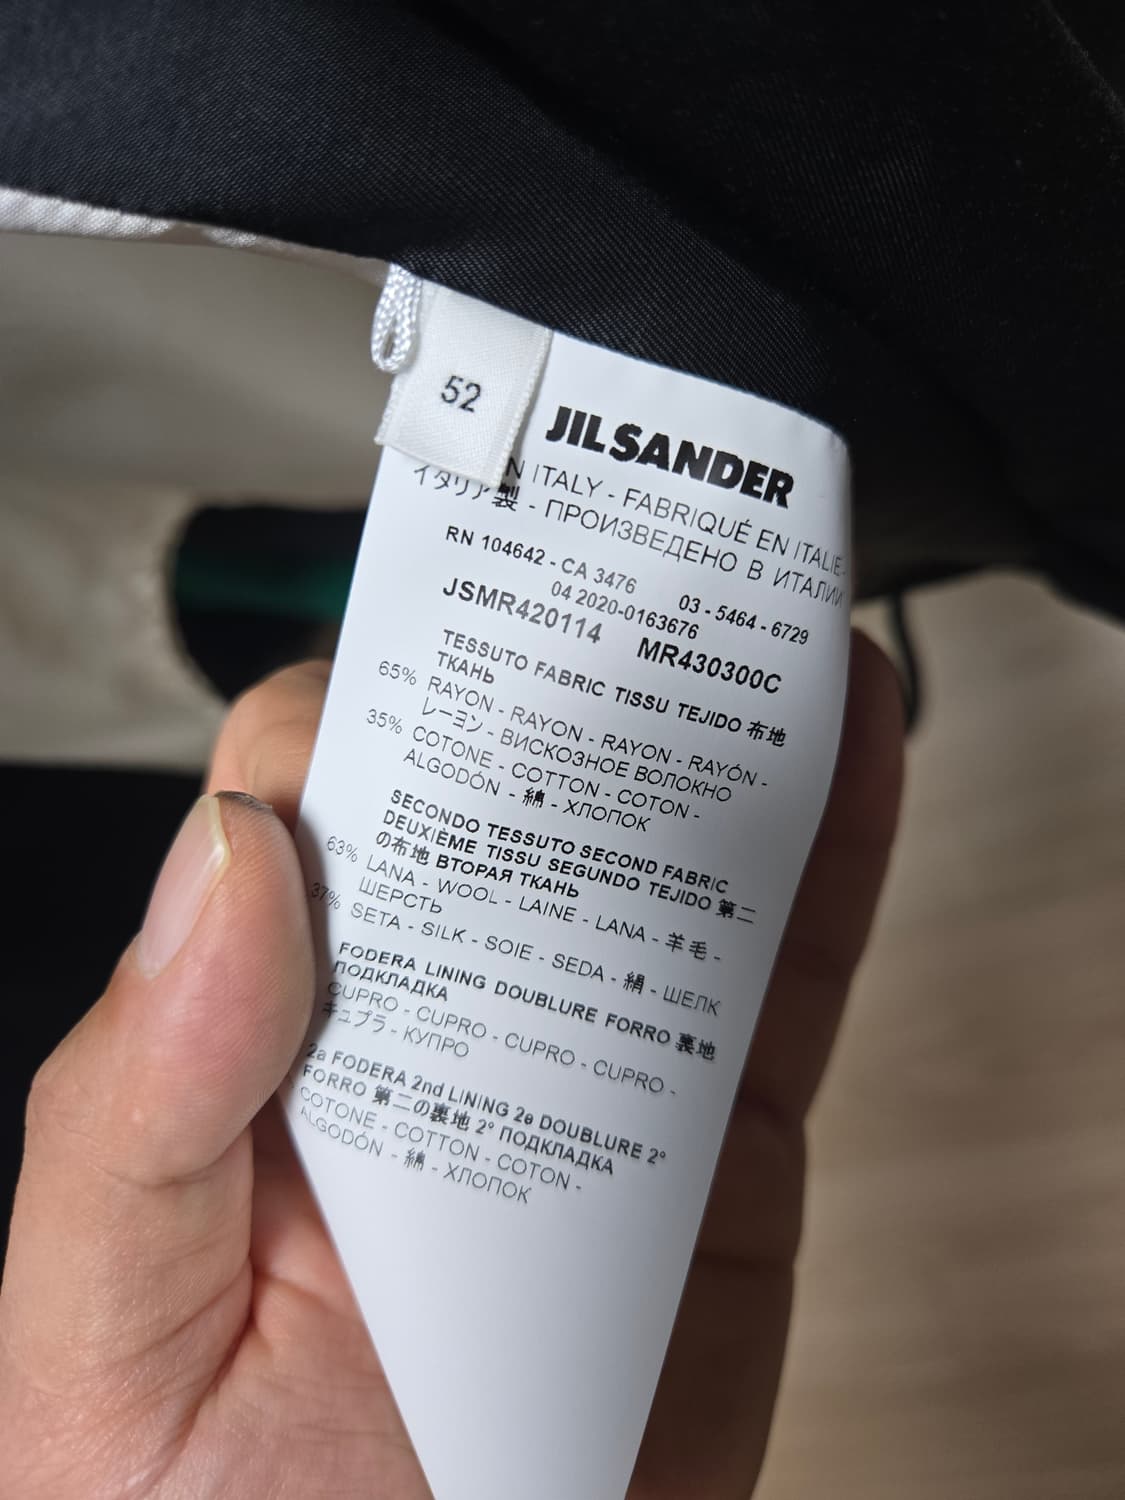 52
JIL SANDER
N ITALY - FABRIQUÉ EN ITALIE-
イタリア製 - ПРОИЗВЕДЕНО В ИТАЛИИ
RN 104642 - CA 3476 03 - 5464 - 6729
04 2020-0163676
JSMR420114 MR430300C
TESSUTO FABRIC TISSU TEJIDO 布地
ТКАНЬ
65% RAYON - RAYON - RAYON - RAYÓN -
レーヨン - ВИСКОЗНОЕ ВОЛОКНО
35% COTONE - COTTON - COTON -
ALGODÓN - 綿 - ХЛОПОК
SECONDO TESSUTO SECOND FABRIC
DEUXIÈME TISSU SEGUNDO TEJIDO 第二
の布地 ВТОРАЯ ТКАНЬ
63% LANA - WOOL - LAINE - LANA - 羊毛 -
ШЕРСТЬ
37% SETA - SILK - SOIE - SEDA - 絹 - ШЕЛК
FODERA LINING DOUBLURE FORRO 裏地
ПОДКЛАДКА
CUPRO - CUPRO - CUPRO - CUPRO -
キュプラ - КУПРО
2a FODERA 2nd LINING 2e DOUBLURE 2°
FORRO 第二の裏地 2° ПОДКЛАДКА
COTONE - COTTON - COTON -
ALGODÓN - 綿 - ХЛОПОК